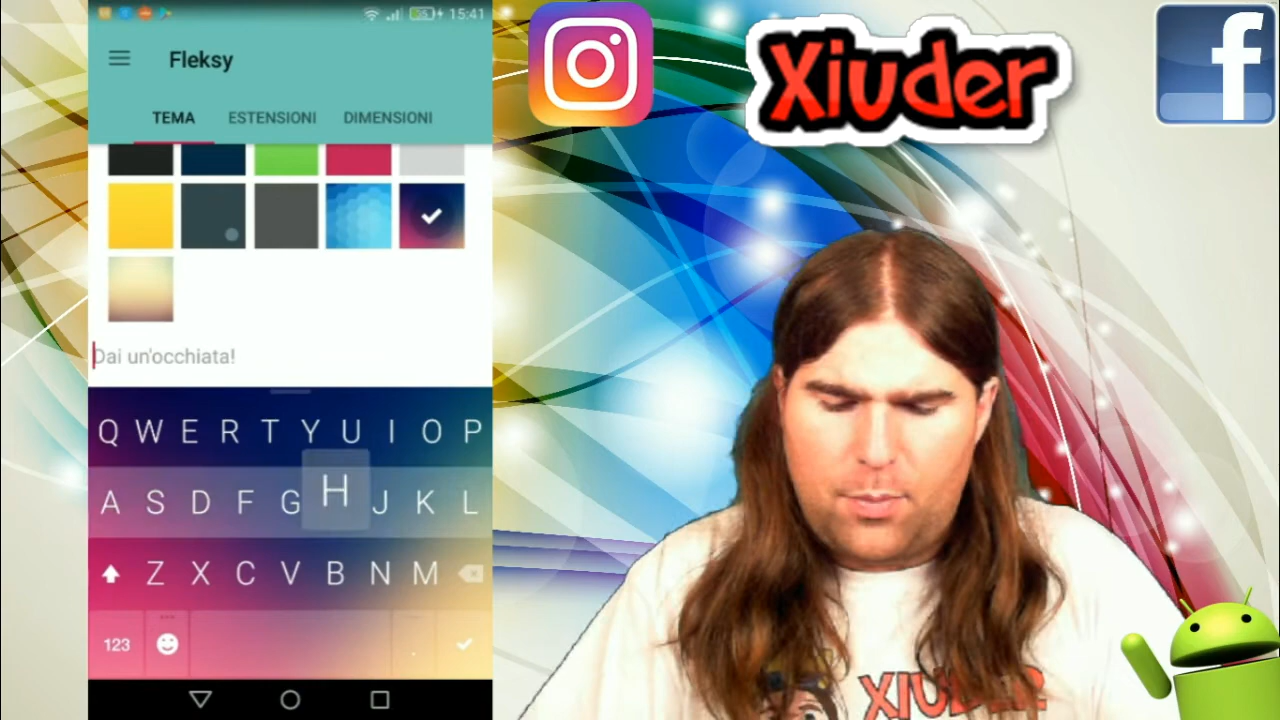 15:41
Fleksy
TEMA ESTENSIONI DIMENSIONI
Dai un'occhiata!
Q W E R T Y U I O P
A S D F G H J K L
Z X C V B N M
123 .
Xiuder
f
XIUDER